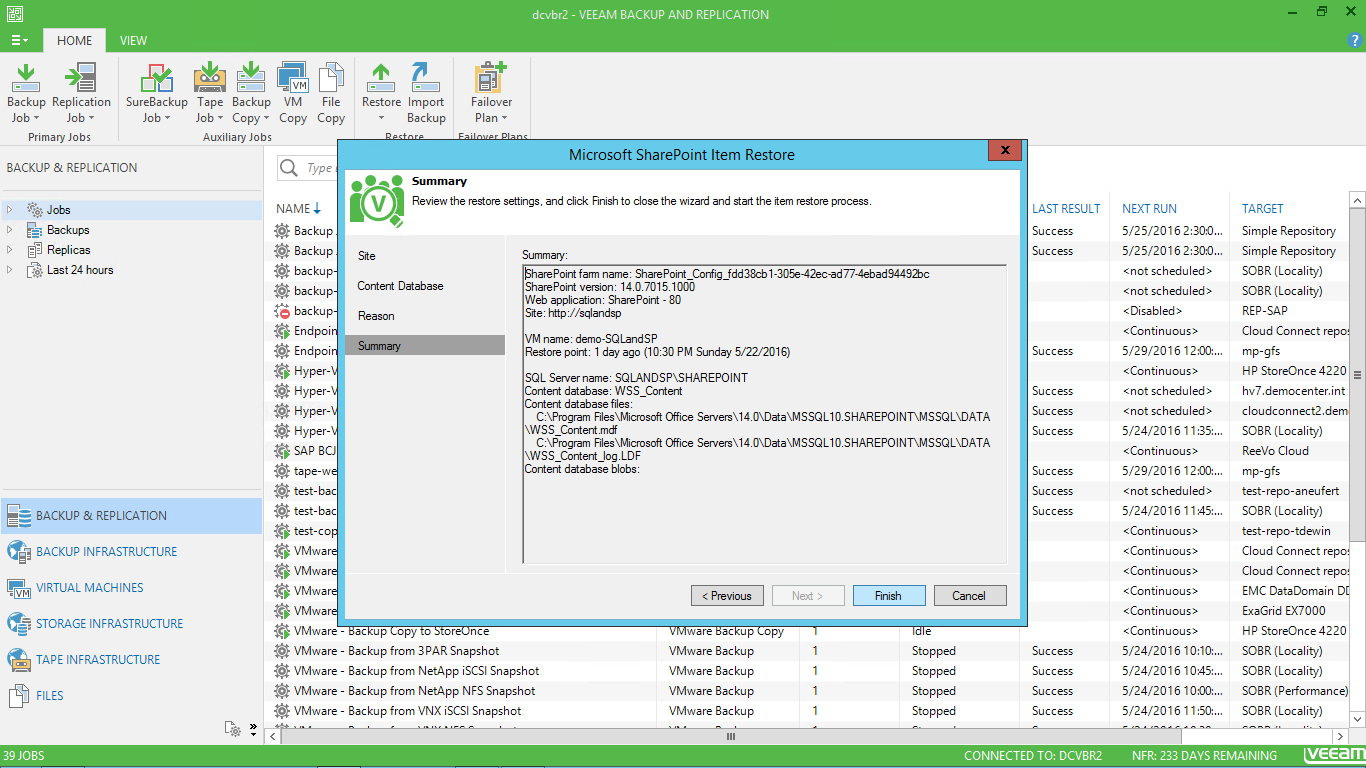 dcvbr2 - VEEAM BACKUP AND REPLICATION
HOME
VIEW
Backup Job
Replication Job
SureBackup Job
Tape Job
Backup Copy
VM Copy
File Copy
Restore
Import Backup
Failover Plan
Primary Jobs
Auxiliary Jobs
Restore
Failover Plans
BACKUP & REPLICATION
Jobs
Backups
Replicas
Last 24 hours
BACKUP & REPLICATION
BACKUP INFRASTRUCTURE
VIRTUAL MACHINES
STORAGE INFRASTRUCTURE
TAPE INFRASTRUCTURE
FILES
Type
NAME LAST RESULT NEXT RUN TARGET
Backup Success 5/25/2016 2:30:0... Simple Repository
Backup Success 5/25/2016 2:30:0... Simple Repository
backup- <not scheduled> SOBR (Locality)
backup- <not scheduled> SOBR (Locality)
backup- <Disabled> REP-SAP
Endpoin <Continuous> Cloud Connect repos
Endpoin Success 5/29/2016 12:00:... mp-gfs
Hyper-V <Continuous> HP StoreOnce 4220
Hyper-V Success <not scheduled> hv7.democenter.int
Hyper-V Success <not scheduled> cloudconnect2.dem
Hyper-V Success 5/24/2016 11:35:... SOBR (Locality)
SAP BCJ <Continuous> ReeVo Cloud
tape-we Success 5/29/2016 12:00:... mp-gfs
test-bac Success <not scheduled> test-repo-aneufert
test-bac Success 5/24/2016 11:45:... SOBR (Locality)
test-cop <Continuous> test-repo-tdewin
VMware <Continuous> Cloud Connect repos
VMware <Continuous> Cloud Connect repos
VMware <Continuous> EMC DataDomain DD
VMware <Continuous> ExaGrid EX7000
VMware - Backup Copy to StoreOnce VMware Backup Copy 1 Idle <Continuous> HP StoreOnce 4220
VMware - Backup from 3PAR Snapshot VMware Backup 1 Stopped Success 5/24/2016 10:10:... SOBR (Locality)
VMware - Backup from NetApp iSCSI Snapshot VMware Backup 1 Stopped Success 5/24/2016 10:45:... SOBR (Locality)
VMware - Backup from NetApp NFS Snapshot VMware Backup 1 Stopped Success 5/24/2016 10:00:... SOBR (Performance)
VMware - Backup from VNX iSCSI Snapshot VMware Backup 1 Stopped Success 5/24/2016 11:50:... SOBR (Locality)
Microsoft SharePoint Item Restore
X
Summary
Review the restore settings, and click Finish to close the wizard and start the item restore process.
Site
Content Database
Reason
Summary
Summary:
SharePoint farm name: SharePoint_Config_fdd38cb1-305e-42ec-ad77-4ebad94492bc
SharePoint version: 14.0.7015.1000
Web application: SharePoint - 80
Site: http://sqlandsp
VM name: demo-SQLandSP
Restore point: 1 day ago (10:30 PM Sunday 5/22/2016)
SQL Server name: SQLANDSP\SHAREPOINT
Content database: WSS_Content
Content database files:
C:\Program Files\Microsoft Office Servers\14.0\Data\MSSQL10.SHAREPOINT\MSSQL\DATA
\WSS_Content.mdf
C:\Program Files\Microsoft Office Servers\14.0\Data\MSSQL10.SHAREPOINT\MSSQL\DATA
\WSS_Content_log.LDF
Content database blobs:
< Previous
Next >
Finish
Cancel
39 JOBS
CONNECTED TO: DCVBR2
NFR: 233 DAYS REMAINING
veeam